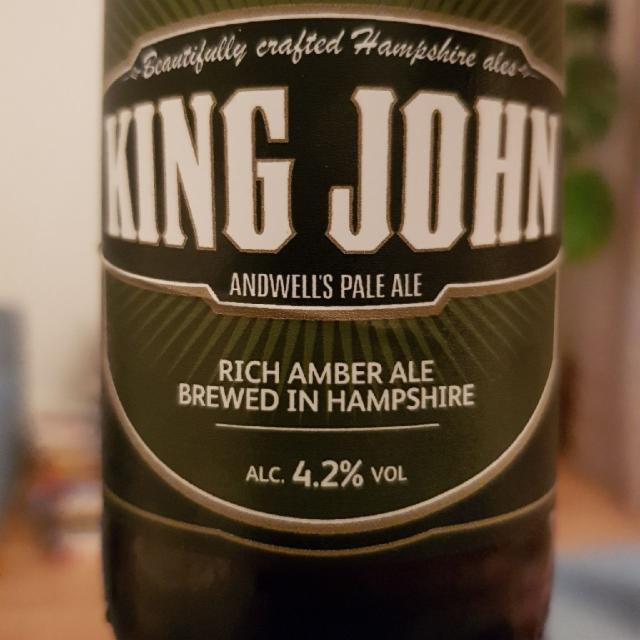 Beautifully crafted Hampshire ales
KING JOHN
ANDWELL'S PALE ALE
RICH AMBER ALE
BREWED IN HAMPSHIRE
ALC. 4.2% VOL